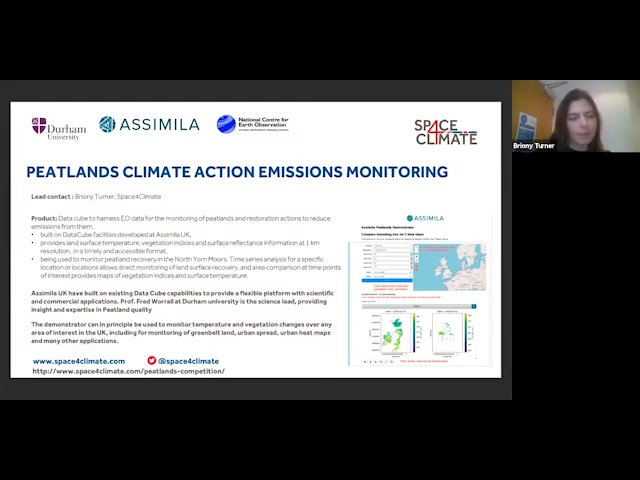 Durham
University
ASSIMILA
National Centre for
Earth Observation
SPACE
4
CLIMATE
Briony Turner
PEATLANDS CLIMATE ACTION EMISSIONS MONITORING
Lead contact : Briony Turner, Space4Climate
Product: Data cube to harness EO data for the monitoring of peatlands and restoration actions to reduce
emissions from them.
• built on DataCube facilities developed at Assimila UK,
• provides land surface temperature, vegetation indices and surface reflectance information at 1 km
resolution, in a timely and accessible format.
• being used to monitor peatland recovery in the North Yorn Moors. Time series analysis for a specific
location or locations allows direct monitoring of land surface recovery, and area comparison at time points
of interest provides maps of vegetation indices and surface temperature.
Assimila UK have built on existing Data Cube capabilities to provide a flexible platform with scientific
and commercial applications. Prof. Fred Worrall at Durham university is the science lead, providing
insight and expertise in Peatland quality
The demonstrator can in principle be used to monitor temperature and vegetation changes over any
area of interest in the UK, including for monitoring of greenbelt land, urban spread, urban heat maps
and many other applications.
ASSIMILA
Assimila Peatlands Demonstrator
Compare bounding box for 2 time steps
www.space4climate.com
@space4climate
http://www.space4climate.com/peatlands-competition/